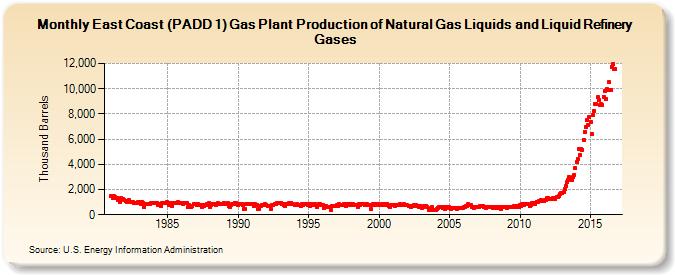 Monthly East Coast (PADD 1) Gas Plant Production of Natural Gas Liquids and Liquid Refinery
Gases
Thousand Barrels
12,000
10,000
8,000
6,000
4,000
2,000
0
1985 1990 1995 2000 2005 2010 2015
Source: U.S. Energy Information Administration